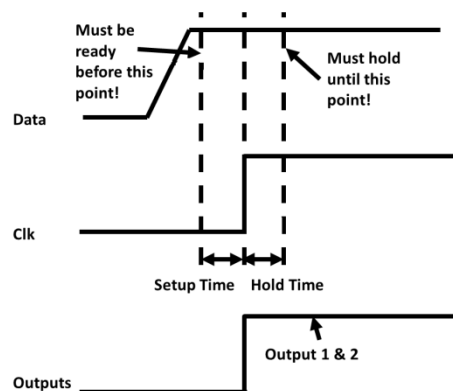 Must be
ready
before this
point!
Must hold
until this
point!
Data
Clk
Setup Time
Hold Time
Output 1 & 2
Outputs